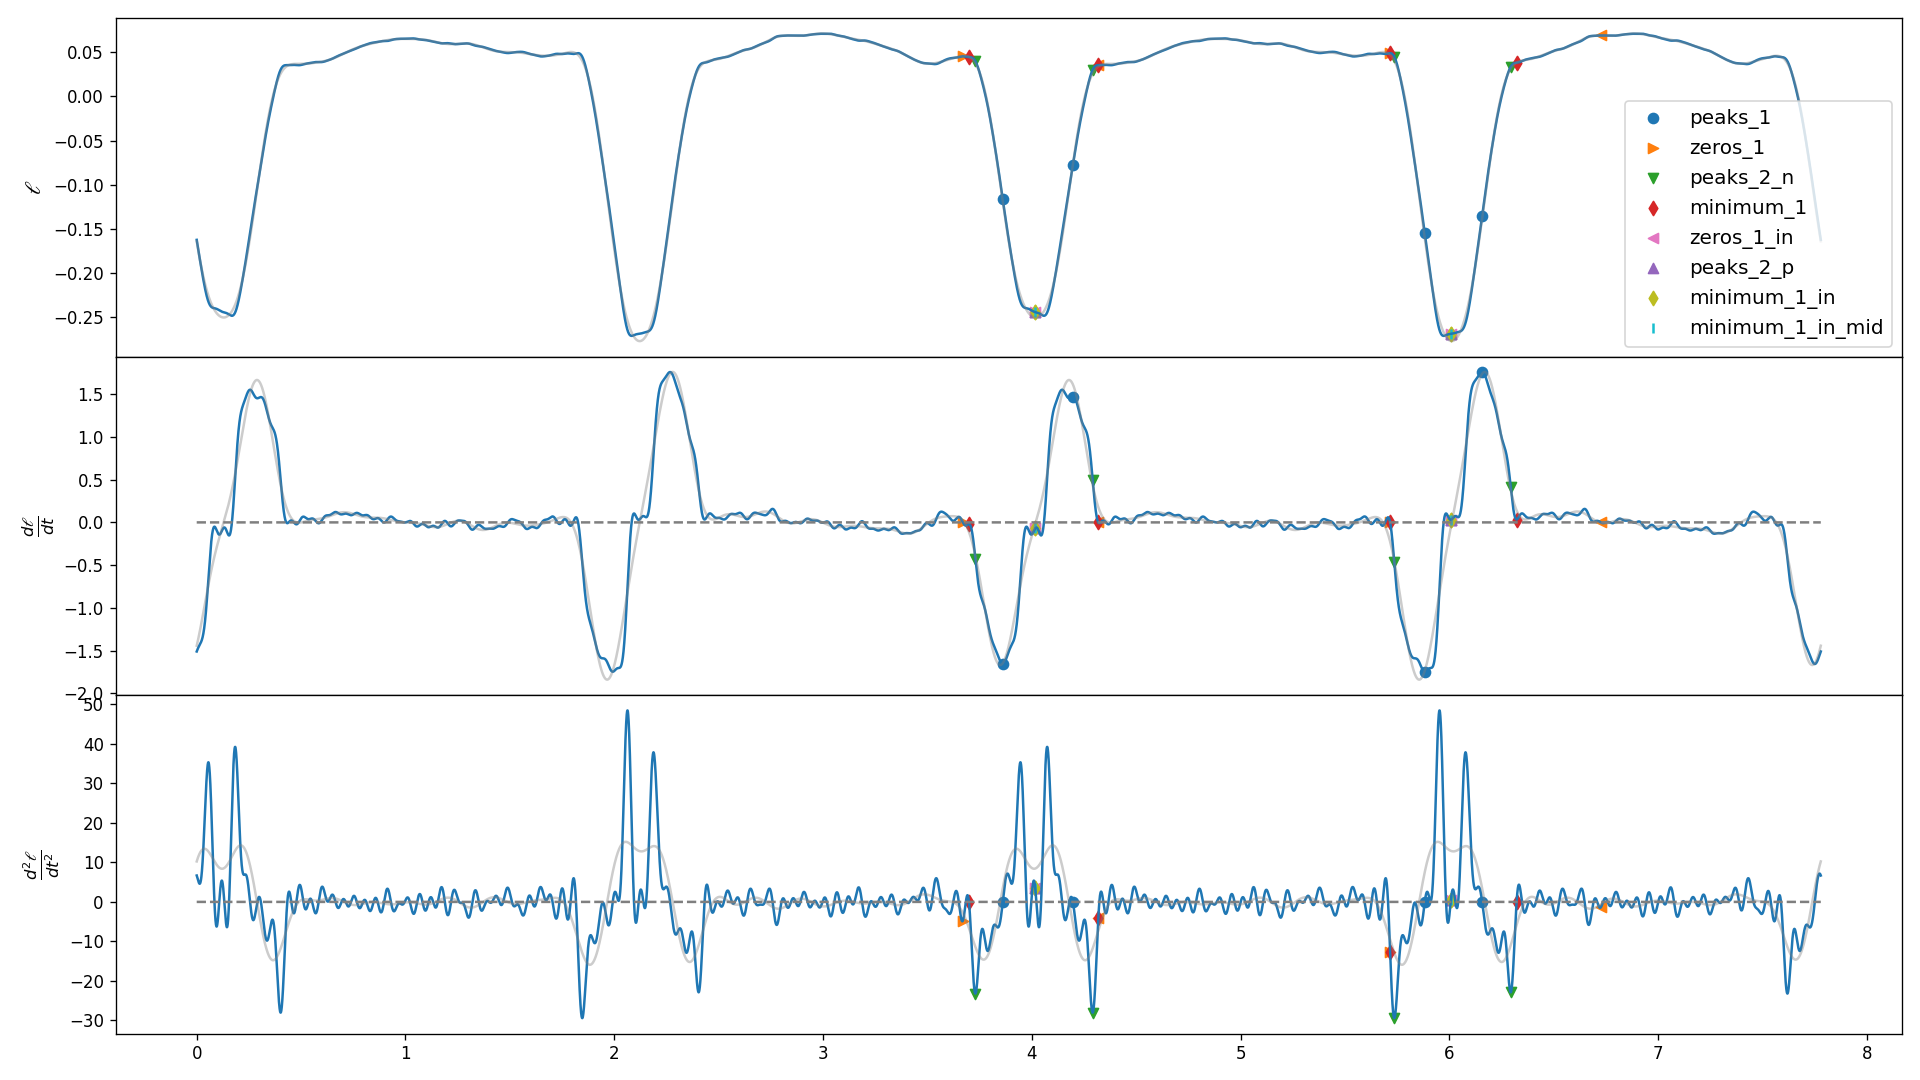 0.05
0.00
−0.05
−0.10
−0.15
−0.20
−0.25
ℓ
peaks_1
zeros_1
peaks_2_n
minimum_1
zeros_1_in
peaks_2_p
minimum_1_in
minimum_1_in_mid
1.5
1.0
0.5
0.0
−0.5
−1.0
−1.5
−2.0
dℓ
dt
50
40
30
20
10
0
−10
−20
−30
d²ℓ
dt²
0 1 2 3 4 5 6 7 8